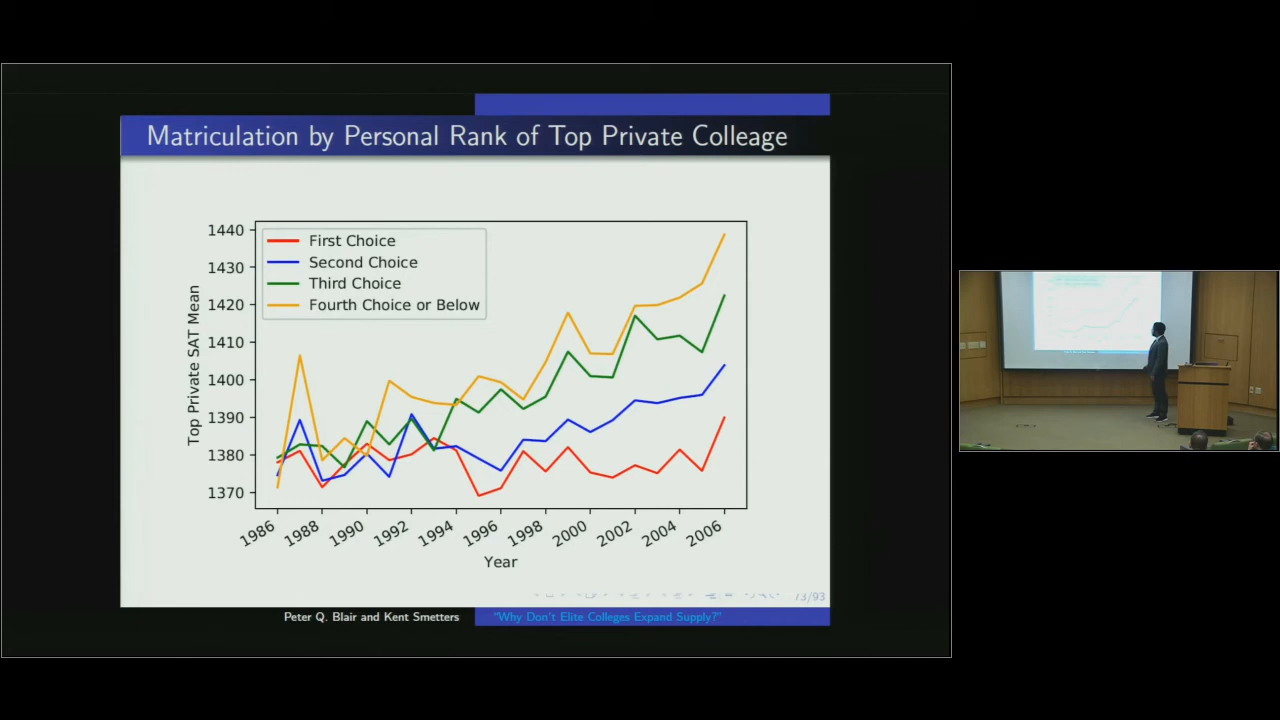 Matriculation by Personal Rank of Top Private Colleage
First Choice
Second Choice
Third Choice
Fourth Choice or Below
Top Private SAT Mean
1440
1430
1420
1410
1400
1390
1380
1370
1986
1988
1990
1992
1994
1996
1998
2000
2002
2004
2006
Year
73/93
Peter Q. Blair and Kent Smetters
"Why Don't Elite Colleges Expand Supply?"